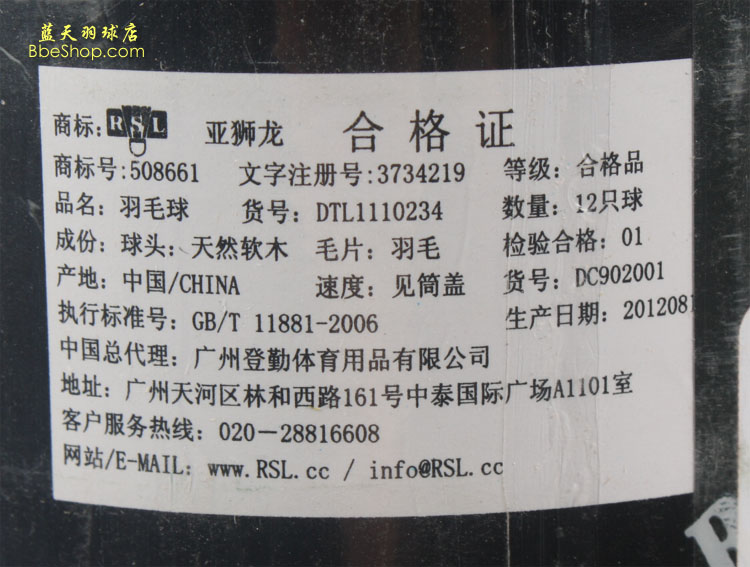 蓝天羽球店
BbeShop.com
商标: RSL 亚狮龙 合格证
商标号:508661 文字注册号:3734219 等级: 合格品
品名: 羽毛球 货号: DTL1110234 数量: 12只球
成份: 球头: 天然软木 毛片: 羽毛 检验合格: 01
产地: 中国/CHINA 速度: 见筒盖 货号: DC902001
执行标准号: GB/T 11881-2006 生产日期: 2012081
中国总代理: 广州登勤体育用品有限公司
地址: 广州天河区林和西路161号中泰国际广场A1101室
客户服务热线: 020-28816608
网站/E-MAIL: www.RSL.cc / info@RSL.cc